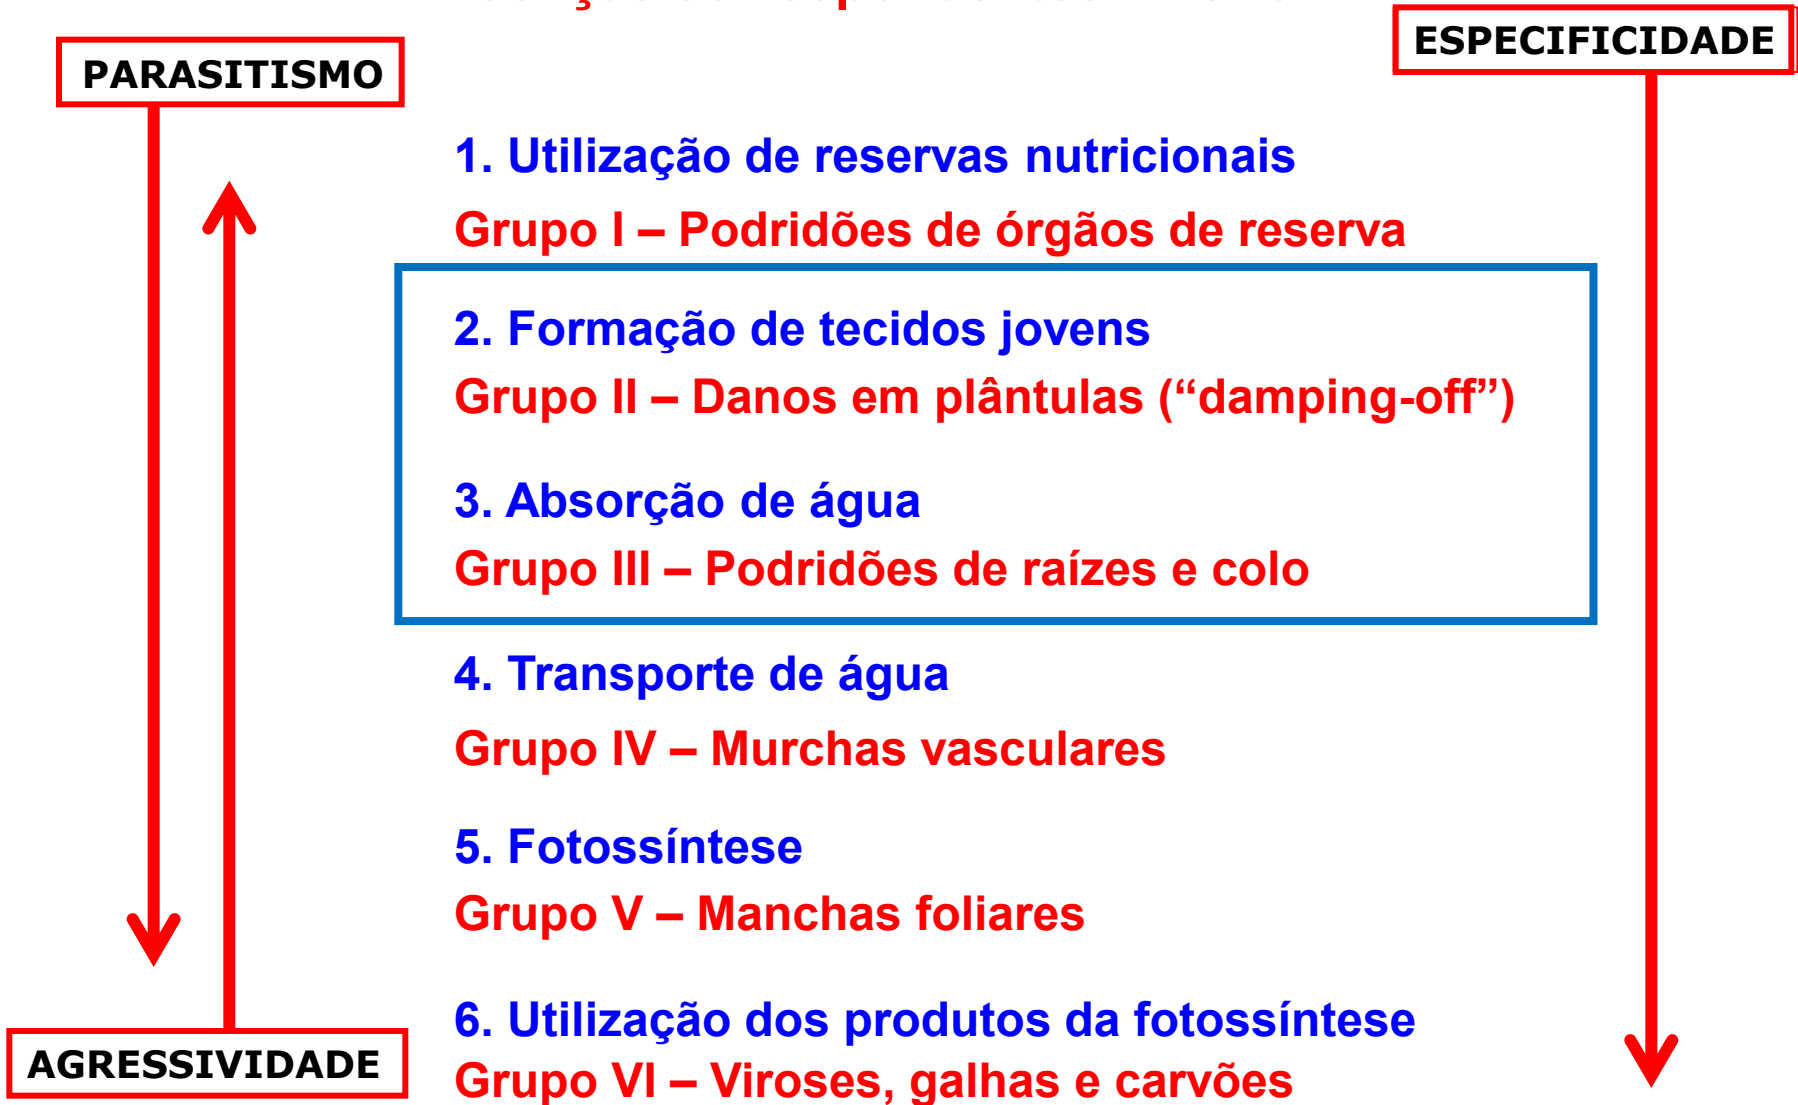 PARASITISMO
ESPECIFICIDADE
1. Utilização de reservas nutricionais
Grupo I – Podridões de órgãos de reserva
2. Formação de tecidos jovens
Grupo II – Danos em plântulas (“damping-off”)
3. Absorção de água
Grupo III – Podridões de raízes e colo
4. Transporte de água
Grupo IV – Murchas vasculares
5. Fotossíntese
Grupo V – Manchas foliares
6. Utilização dos produtos da fotossíntese
Grupo VI – Viroses, galhas e carvões
AGRESSIVIDADE